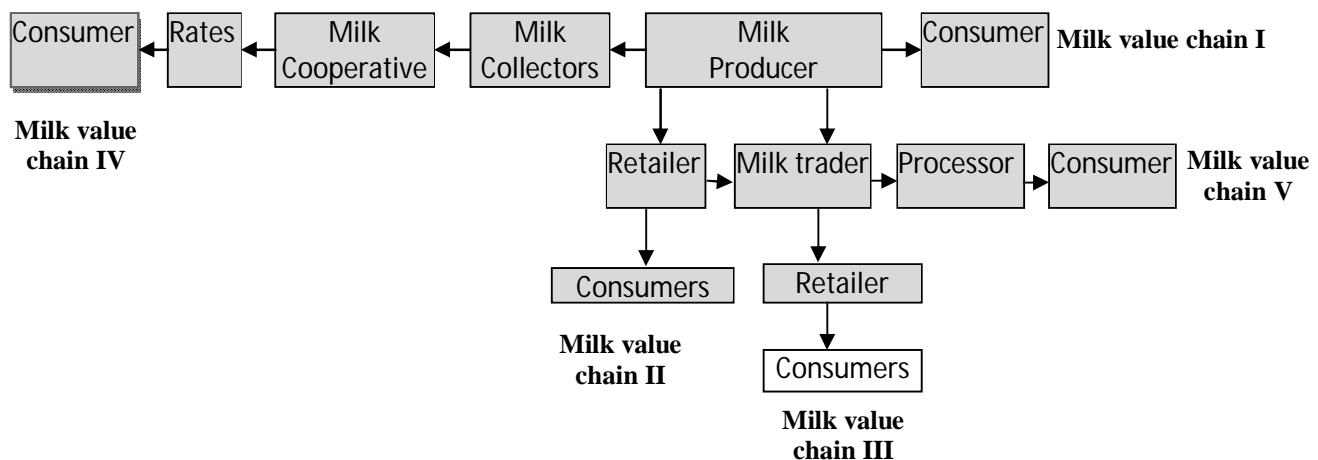 Consumer
Rates
Milk
Cooperative
Milk
Collectors
Milk
Producer
Consumer
Milk value chain I
Milk value
chain IV
Retailer
Milk trader
Processor
Consumer
Milk value
chain V
Consumers
Retailer
Milk value
chain II
Consumers
Milk value
chain III